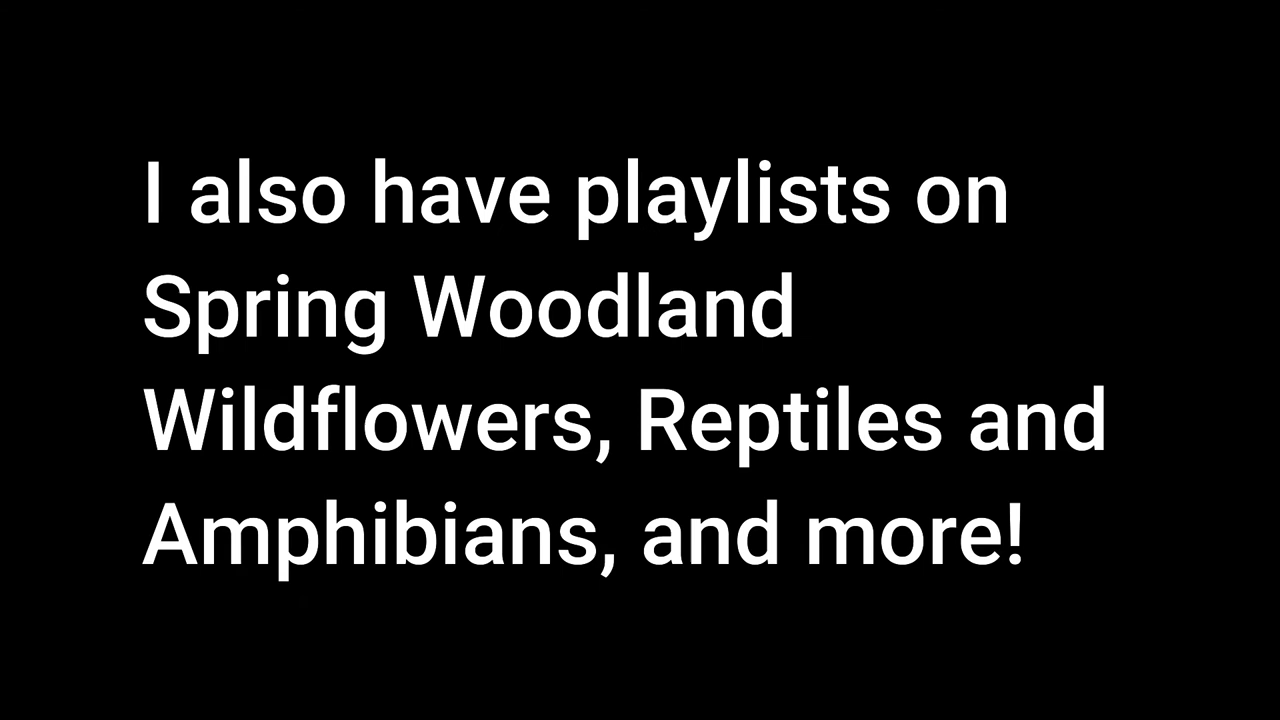 I also have playlists on
Spring Woodland
Wildflowers, Reptiles and
Amphibians, and more!